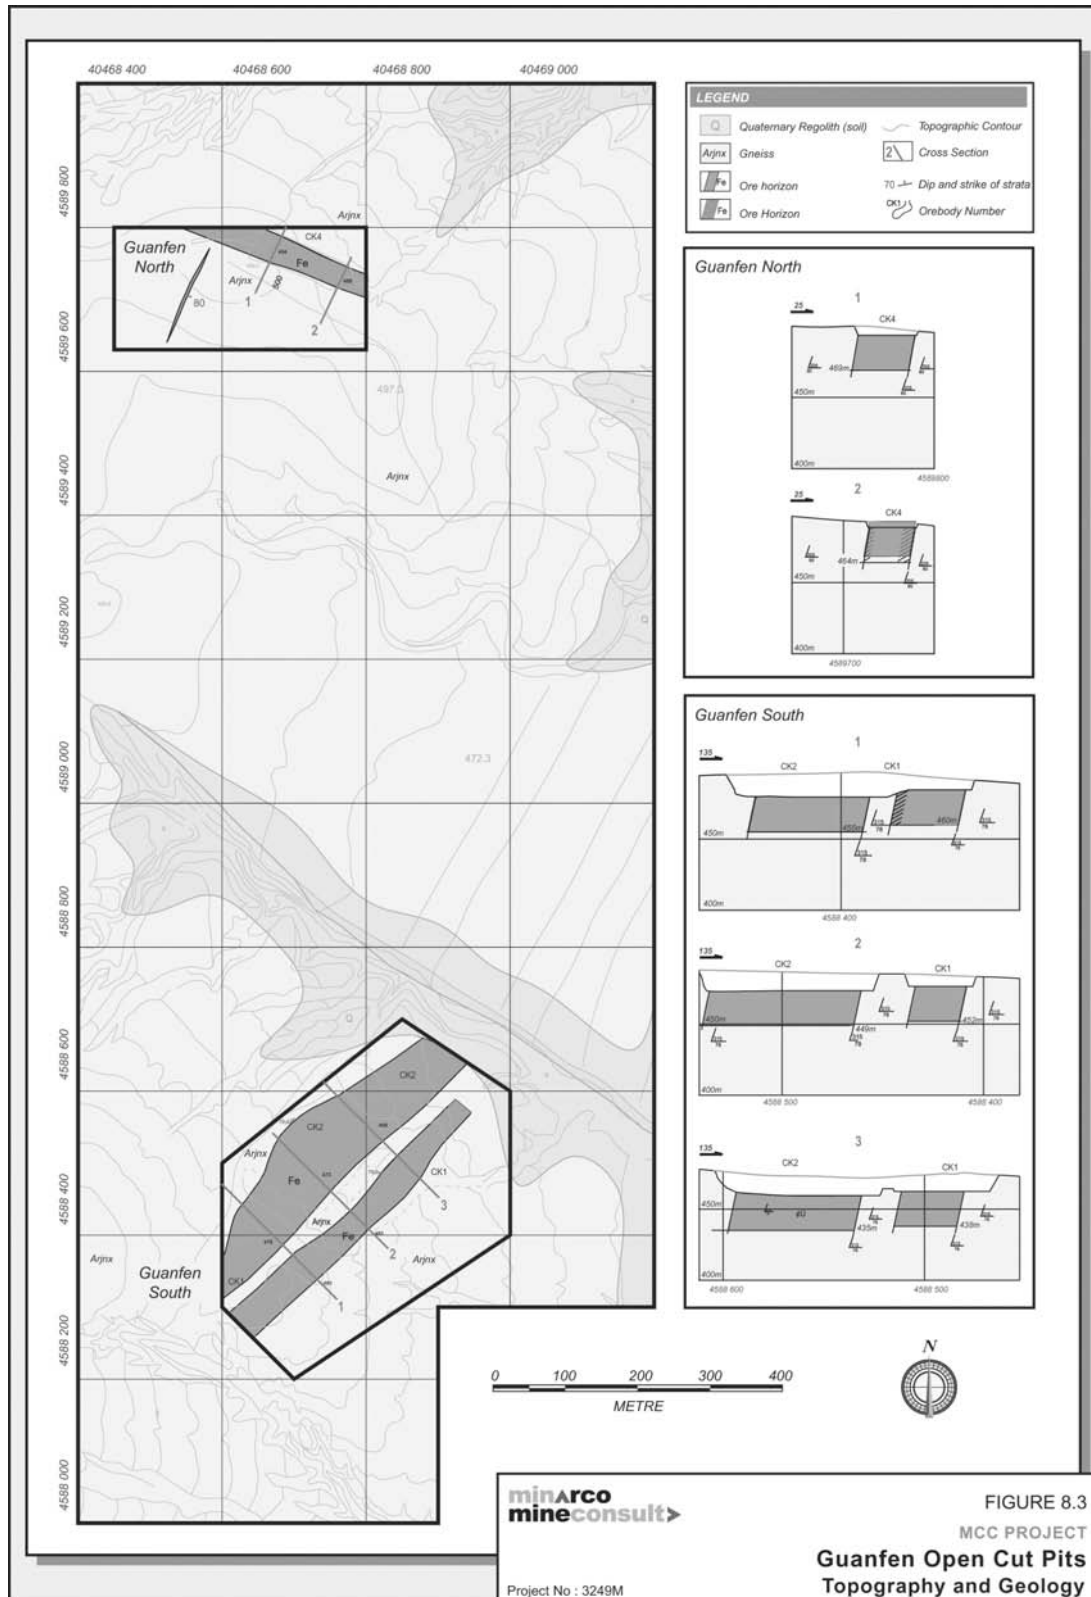 40468 400
40468 600
40468 800
40469 000
4589 800
4589 600
4589 400
4589 200
4589 000
4588 800
4588 600
4588 400
4588 200
4588 000
Guanfen
North
Arjnx
CK4
Fe
Arjnx
500
80
1
2
497.0
Arjnx
Q
472.3
Q
CK2
CK2
Arjnx
Fe
CK1
3
Arjnx
Fe
2
Arjnx
CK1
1
Arjnx
Guanfen
South
LEGEND
Q Quaternary Regolith (soil)
Arjnx Gneiss
Fe Ore horizon
Fe Ore Horizon
Topographic Contour
2 Cross Section
70 Dip and strike of strata
CK1 Orebody Number
Guanfen North
1
25
CK4
469m
450m
400m
4589800
2
25
CK4
464m
450m
400m
4589700
Guanfen South
1
135
CK2 CK1
455m 460m
450m
400m
4588 400
2
135
CK2 CK1
450m
449m
452m
400m
4588 500 4588 400
3
135
CK2 CK1
450m
435m 438m
400m
4588 600 4588 500
0 100 200 300 400
METRE
N
minarco
mineconsult
Project No : 3249M
FIGURE 8.3
MCC PROJECT
Guanfen Open Cut Pits
Topography and Geology